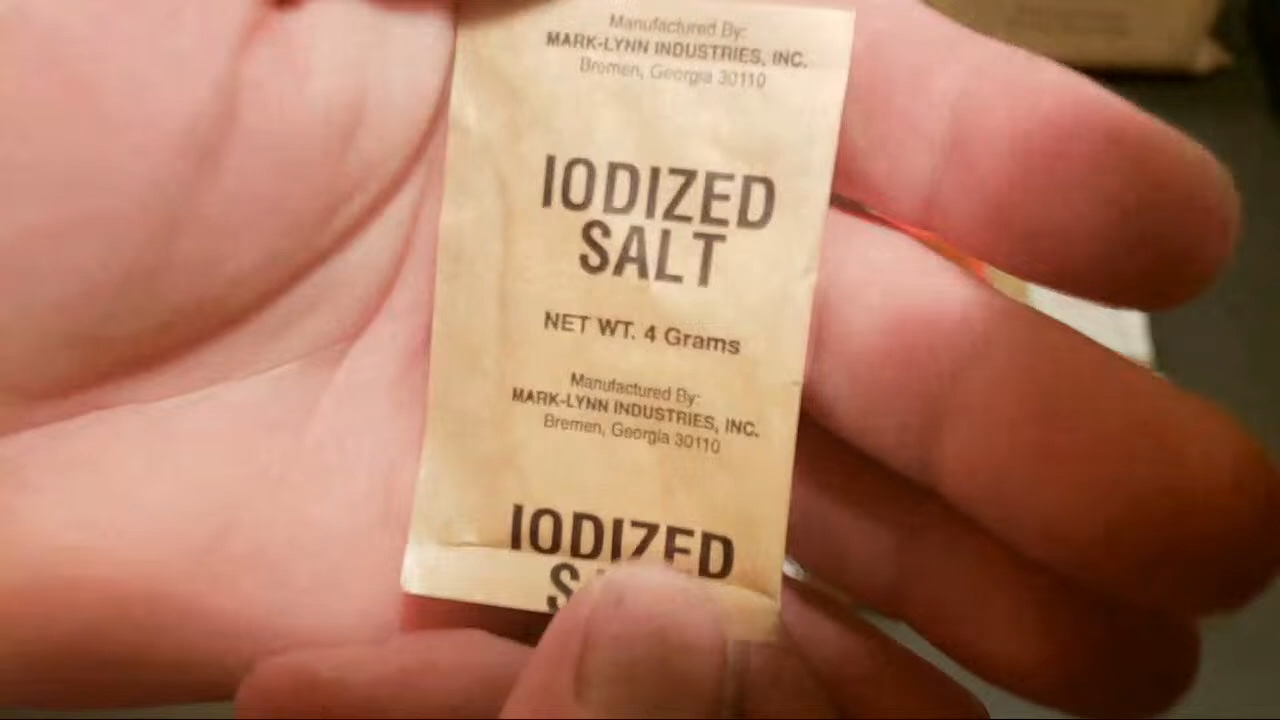 Manufactured By:
MARK-LYNN INDUSTRIES, INC.
Bremen, Georgia 30110
IODIZED
SALT
NET WT. 4 Grams
Manufactured By:
MARK-LYNN INDUSTRIES, INC.
Bremen, Georgia 30110
IODIZED